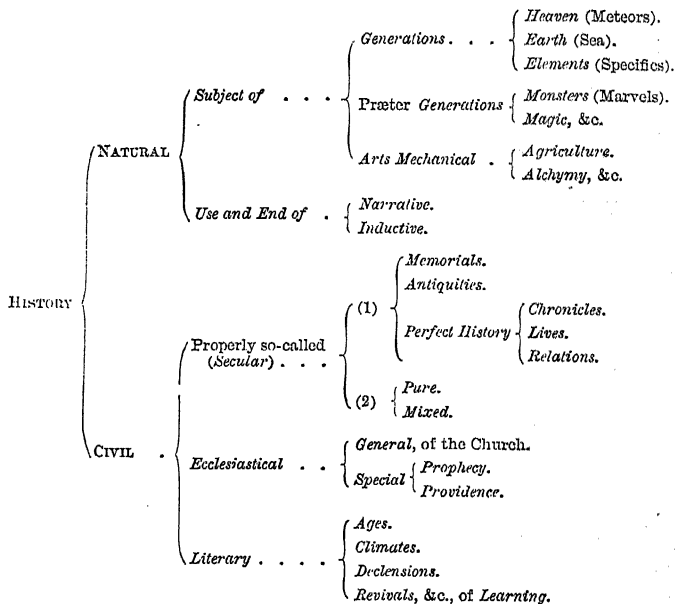 Heaven (Meteors).
Generations . . .
Earth (Sea).
Elements (Specifics).
Subject of . . .
Præter Generations
Monsters (Marvels).
Magic, &c.
NATURAL
Arts Mechanical .
Agriculture.
Alchymy, &c.
Use and End of .
Narrative.
Inductive.
HISTORY
Memorials.
Antiquities.
(1)
Perfect History
Chronicles.
Lives.
Relations.
Properly so-called
(Secular) . . .
(2)
Pure.
Mixed.
CIVIL .
Ecclesiastical . .
General, of the Church.
Special
Prophecy.
Providence.
Literary . . . .
Ages.
Climates.
Declensions.
Revivals, &c., of Learning.